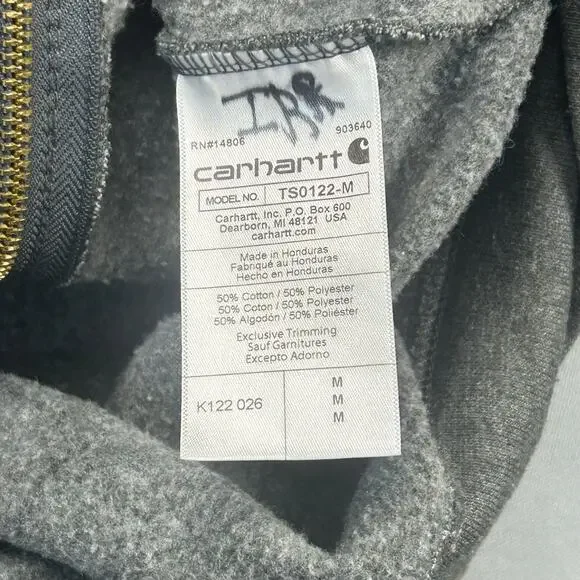 RN#14806 903640
carhartt
MODEL NO. TS0122-M
Carhartt, Inc. P.O. Box 600
Dearborn, MI 48121 USA
carhartt.com
Made in Honduras
Fabriqué au Honduras
Hecho en Honduras
50% Cotton / 50% Polyester
50% Coton / 50% Polyester
50% Algodón / 50% Poliéster
Exclusive Trimming
Sauf Garnitures
Excepto Adorno
K122 026
M
M
M